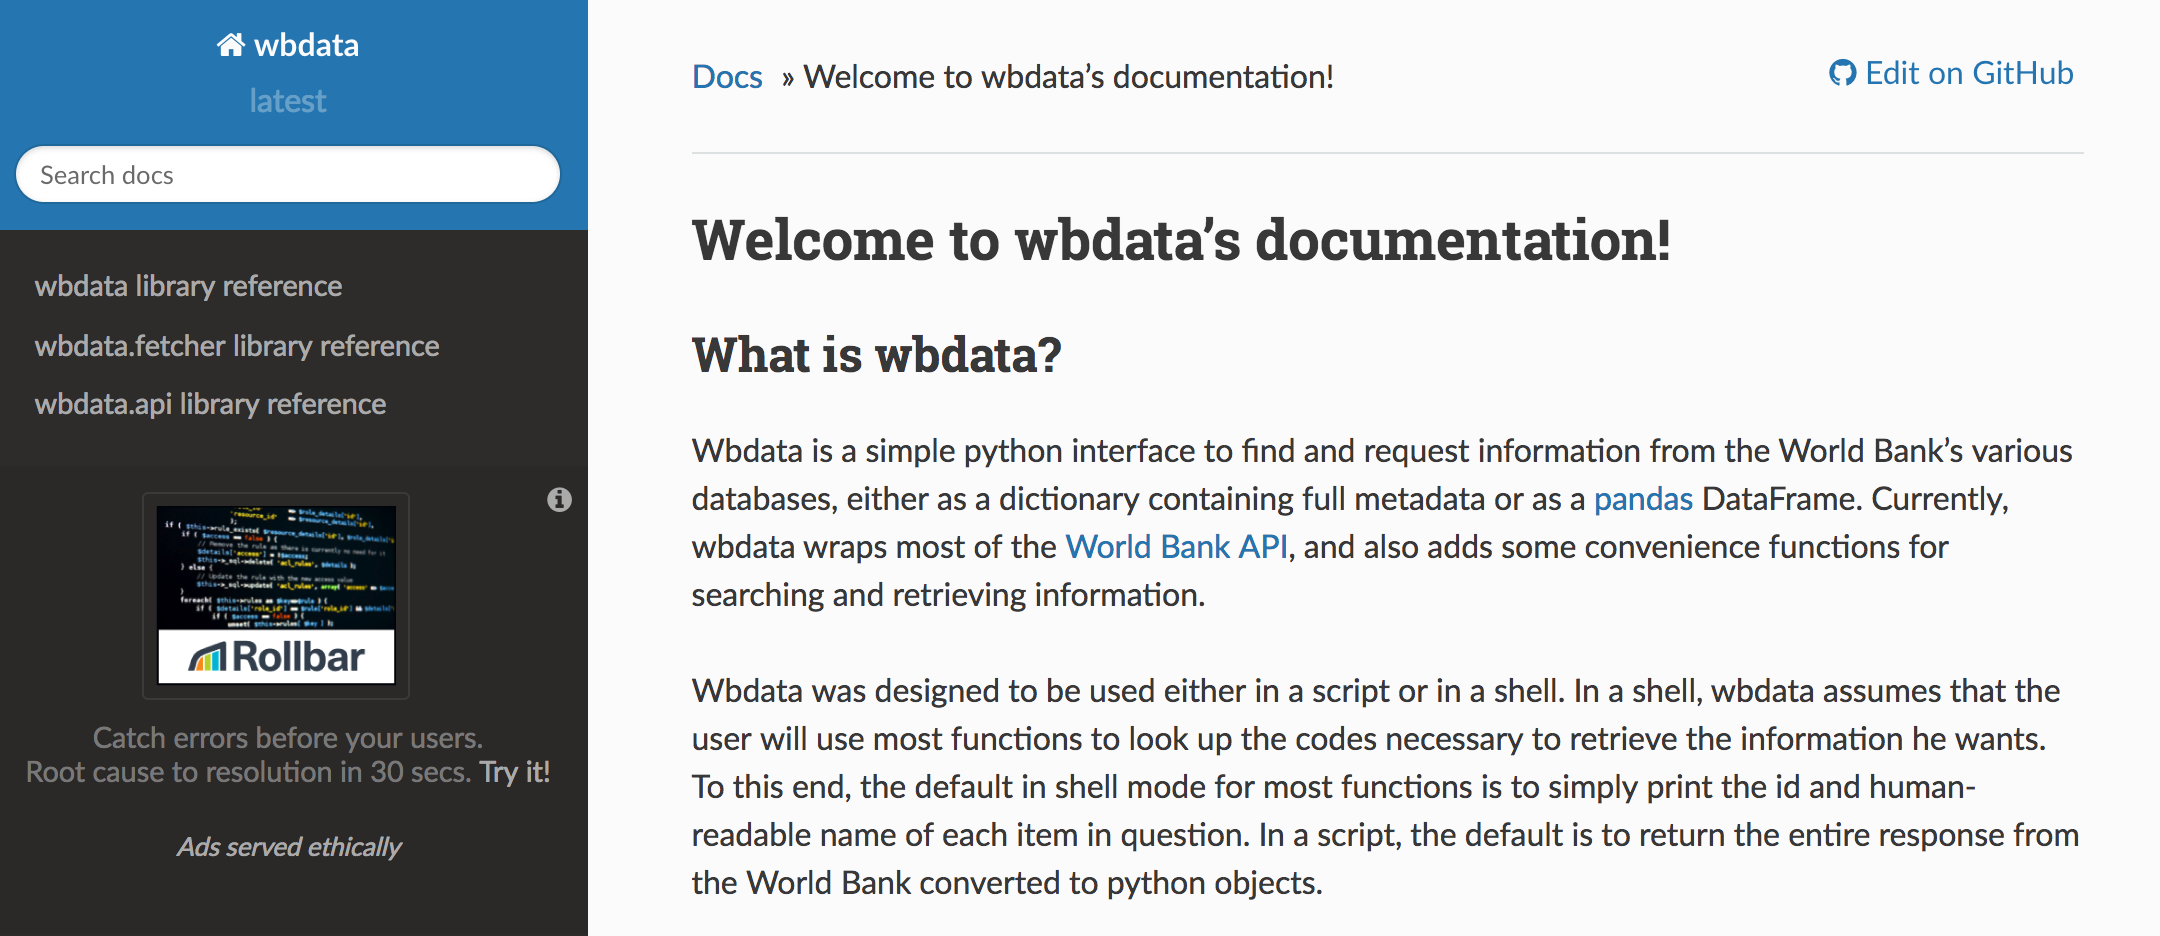 wbdata
latest
Search docs
wbdata library reference
wbdata.fetcher library reference
wbdata.api library reference
Rollbar
Catch errors before your users.
Root cause to resolution in 30 secs. Try it!
Ads served ethically
Docs » Welcome to wbdata’s documentation!
Edit on GitHub
Welcome to wbdata’s documentation!
What is wbdata?
Wbdata is a simple python interface to find and request information from the World Bank’s various
databases, either as a dictionary containing full metadata or as a pandas DataFrame. Currently,
wbdata wraps most of the World Bank API, and also adds some convenience functions for
searching and retrieving information.
Wbdata was designed to be used either in a script or in a shell. In a shell, wbdata assumes that the
user will use most functions to look up the codes necessary to retrieve the information he wants.
To this end, the default in shell mode for most functions is to simply print the id and human-
readable name of each item in question. In a script, the default is to return the entire response from
the World Bank converted to python objects.